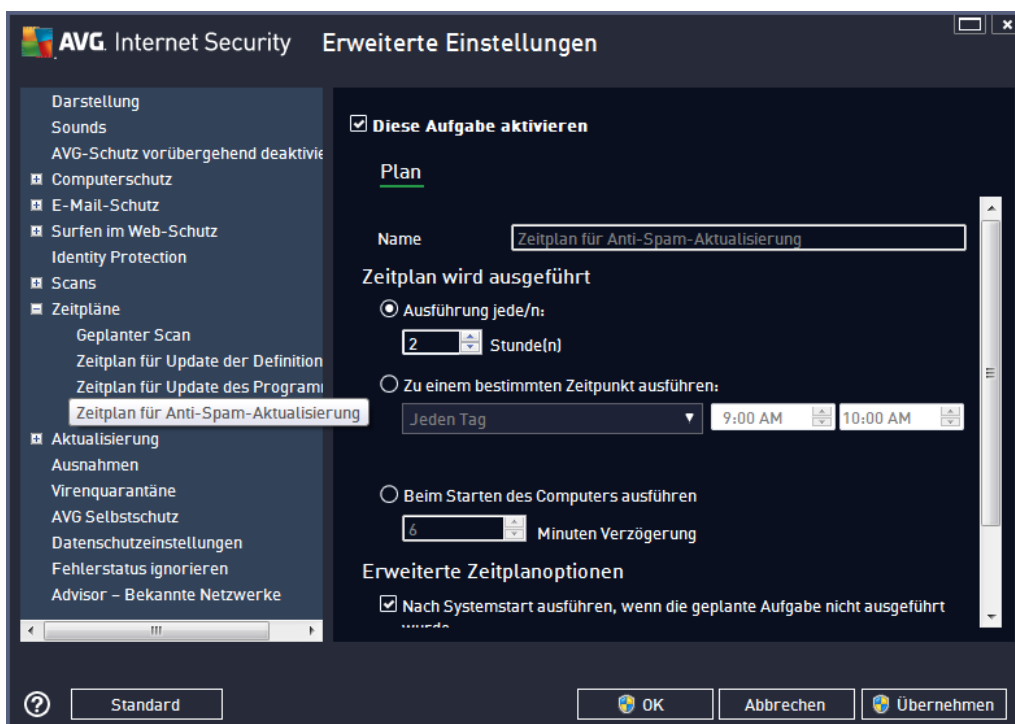 AVG. Internet Security Erweiterte Einstellungen
Darstellung
Sounds
AVG-Schutz vorübergehend deaktivie
Computerschutz
E-Mail-Schutz
Surfen im Web-Schutz
Identity Protection
Scans
Zeitpläne
Geplanter Scan
Zeitplan für Update der Definition
Zeitplan für Update des Program
Zeitplan für Anti-Spam-Aktualisierung
Aktualisierung
Ausnahmen
Virenquarantäne
AVG Selbstschutz
Datenschutzeinstellungen
Fehlerstatus ignorieren
Advisor – Bekannte Netzwerke
Diese Aufgabe aktivieren
Plan
Name Zeitplan für Anti-Spam-Aktualisierung
Zeitplan wird ausgeführt
Ausführung jede/n:
2 Stunde(n)
Zu einem bestimmten Zeitpunkt ausführen:
Jeden Tag 9:00 AM 10:00 AM
Beim Starten des Computers ausführen
6 Minuten Verzögerung
Erweiterte Zeitplanoptionen
Nach Systemstart ausführen, wenn die geplante Aufgabe nicht ausgeführt
wurde
? Standard OK Abbrechen Übernehmen